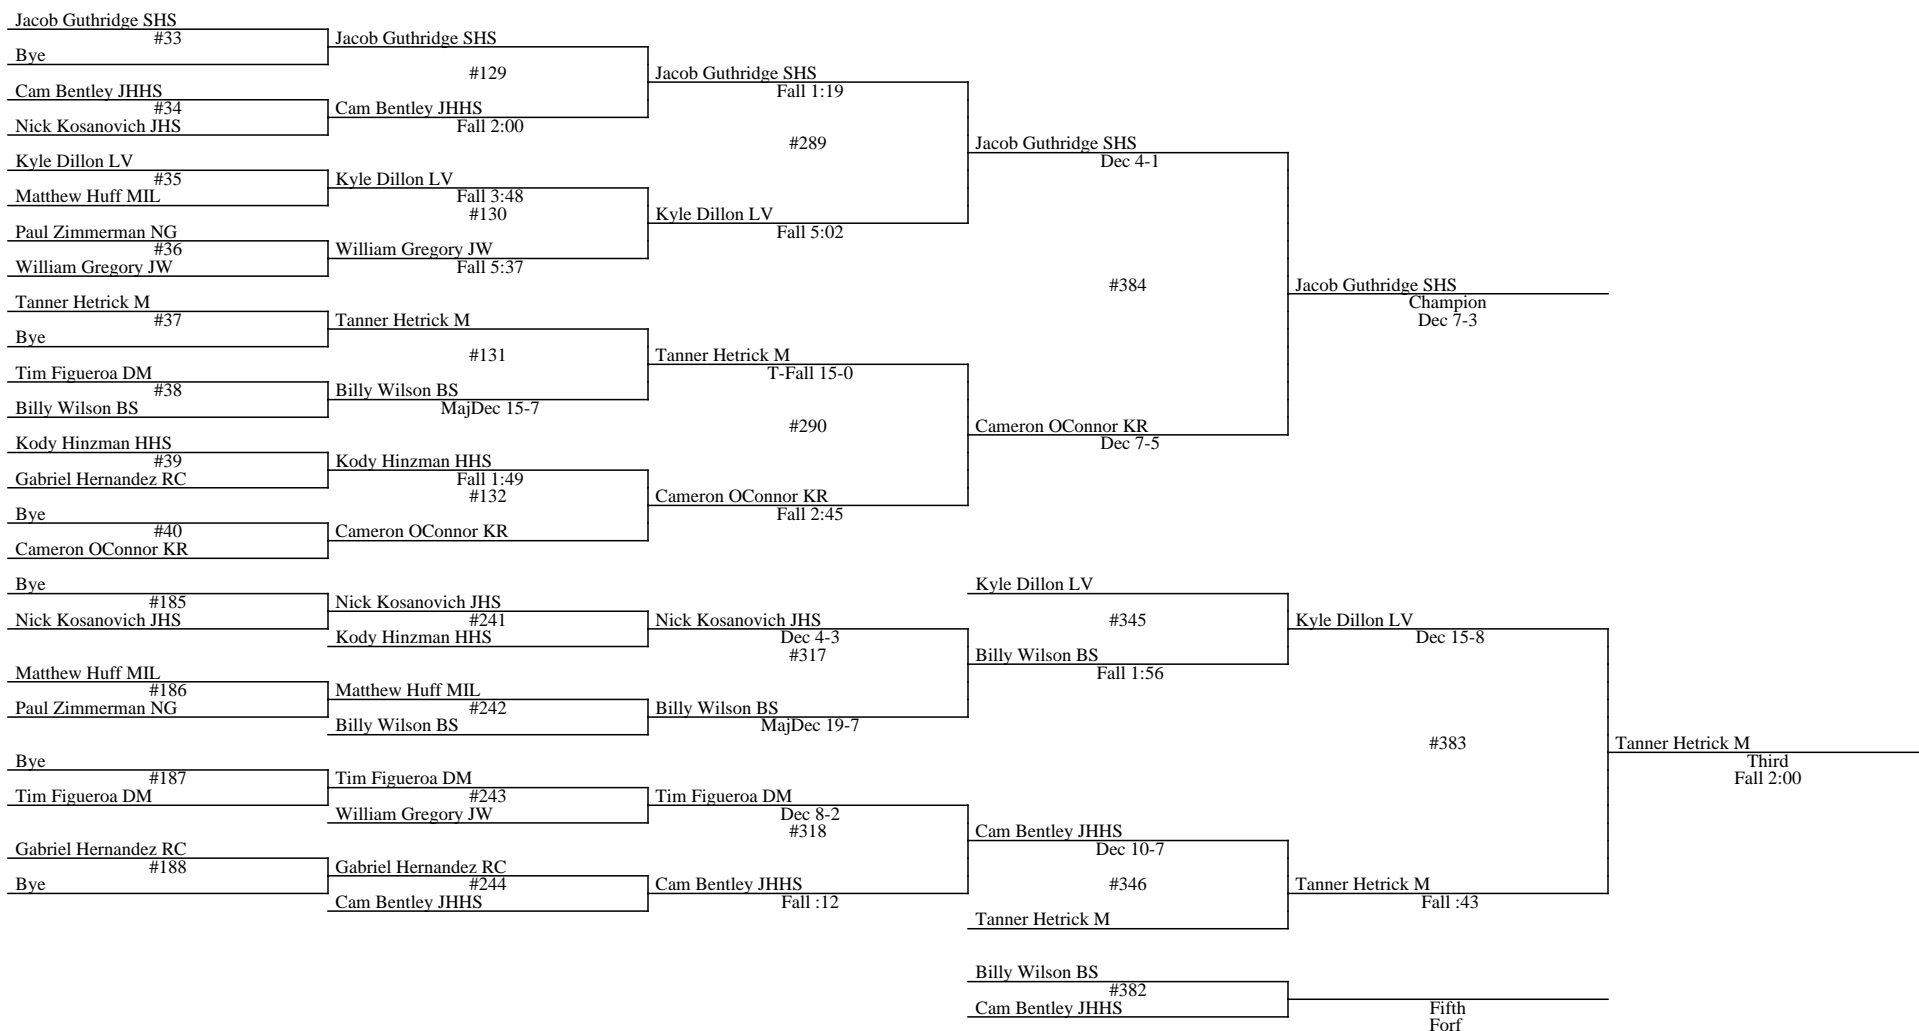 Jacob Guthridge SHS
#33
Bye
Jacob Guthridge SHS
#129
Cam Bentley JHHS
#34
Nick Kosanovich JHS
Cam Bentley JHHS
Fall 2:00
Jacob Guthridge SHS
Fall 1:19
#289
Kyle Dillon LV
#35
Matthew Huff MIL
Kyle Dillon LV
Fall 3:48
#130
Paul Zimmerman NG
#36
William Gregory JW
William Gregory JW
Fall 5:37
Kyle Dillon LV
Fall 5:02
Jacob Guthridge SHS
Dec 4-1
#384
Tanner Hetrick M
#37
Bye
Tanner Hetrick M
#131
Tim Figueroa DM
#38
Billy Wilson BS
Billy Wilson BS
MajDec 15-7
Tanner Hetrick M
T-Fall 15-0
#290
Kody Hinzman HHS
#39
Gabriel Hernandez RC
Kody Hinzman HHS
Fall 1:49
#132
Bye
#40
Cameron OConnor KR
Cameron OConnor KR
Cameron OConnor KR
Fall 2:45
Cameron OConnor KR
Dec 7-5
Jacob Guthridge SHS
Champion
Dec 7-3
Bye
#185
Nick Kosanovich JHS
Nick Kosanovich JHS
#241
Kody Hinzman HHS
Nick Kosanovich JHS
Dec 4-3
#317
Matthew Huff MIL
#186
Paul Zimmerman NG
Matthew Huff MIL
#242
Billy Wilson BS
Billy Wilson BS
MajDec 19-7
Kyle Dillon LV
#345
Billy Wilson BS
Fall 1:56
Kyle Dillon LV
Dec 15-8
#383
Bye
#187
Tim Figueroa DM
Tim Figueroa DM
#243
William Gregory JW
Tim Figueroa DM
Dec 8-2
#318
Gabriel Hernandez RC
#188
Bye
Gabriel Hernandez RC
#244
Cam Bentley JHHS
Cam Bentley JHHS
Fall :12
Cam Bentley JHHS
Dec 10-7
#346
Tanner Hetrick M
Tanner Hetrick M
Fall :43
Tanner Hetrick M
Third
Fall 2:00
Billy Wilson BS
#382
Cam Bentley JHHS
Fifth
Forf